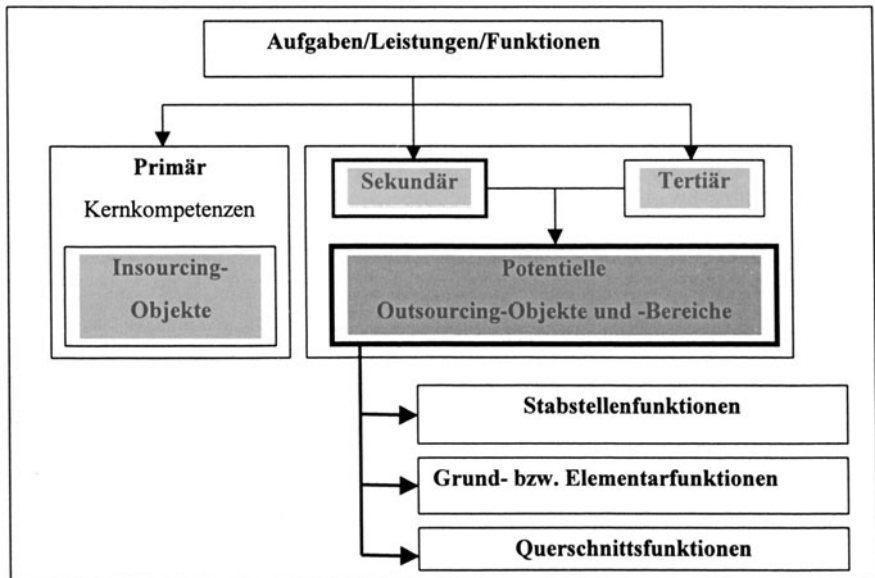 Aufgaben/Leistungen/Funktionen
Primär
Kernkompetenzen
Insourcing-
Objekte
Sekundär
Tertiär
Potentielle
Outsourcing-Objekte und -Bereiche
Stabstellenfunktionen
Grund- bzw. Elementarfunktionen
Querschnittsfunktionen